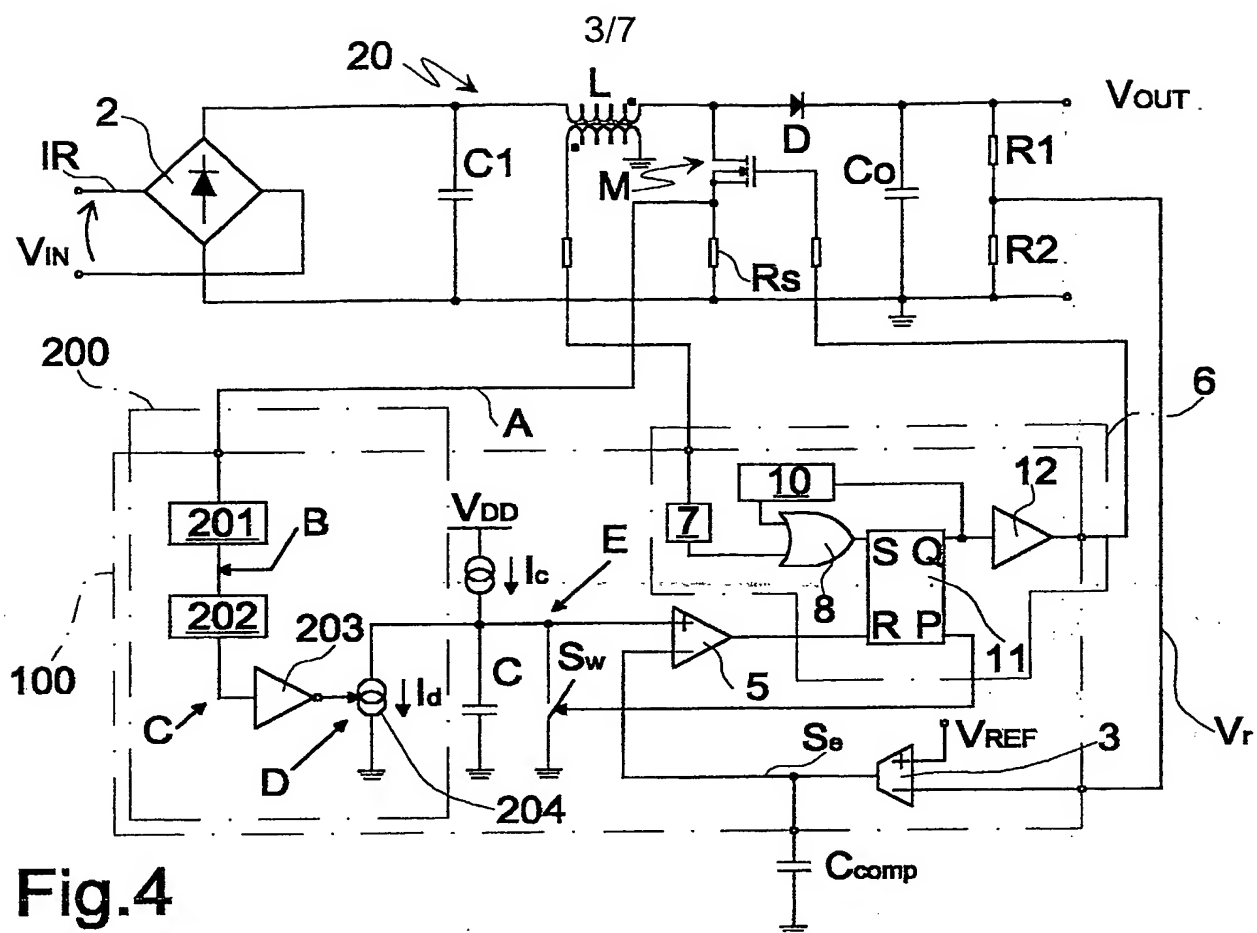 3/7
20
L
VOUT
2
IR
C1
M
D
Co
R1
VIN
Rs
R2
200
A
6
10
12
201
B
VDD
7
E
S Q
Ic
8
202
203
R P
11
Sw
C
5
100
Id
C
Se
VREF
3
Vr
D
204
Ccomp
Fig.4